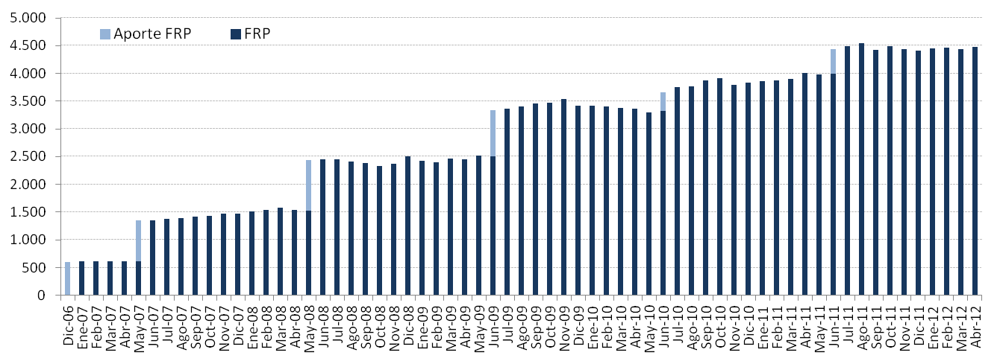 5.000
Aporte FRP FRP
4.500
4.000
3.500
3.000
2.500
2.000
1.500
1.000
500
0
Dic-06
Ene-07
Feb-07
Mar-07
Abr-07
May-07
Jun-07
Jul-07
Ago-07
Sep-07
Oct-07
Nov-07
Dic-07
Ene-08
Feb-08
Mar-08
Abr-08
May-08
Jun-08
Jul-08
Ago-08
Sep-08
Oct-08
Nov-08
Dic-08
Ene-09
Feb-09
Mar-09
Abr-09
May-09
Jun-09
Jul-09
Ago-09
Sep-09
Oct-09
Nov-09
Dic-09
Ene-10
Feb-10
Mar-10
Abr-10
May-10
Jun-10
Jul-10
Ago-10
Sep-10
Oct-10
Nov-10
Dic-10
Ene-11
Feb-11
Mar-11
Abr-11
May-11
Jun-11
Jul-11
Ago-11
Sep-11
Oct-11
Nov-11
Dic-11
Ene-12
Feb-12
Mar-12
Abr-12